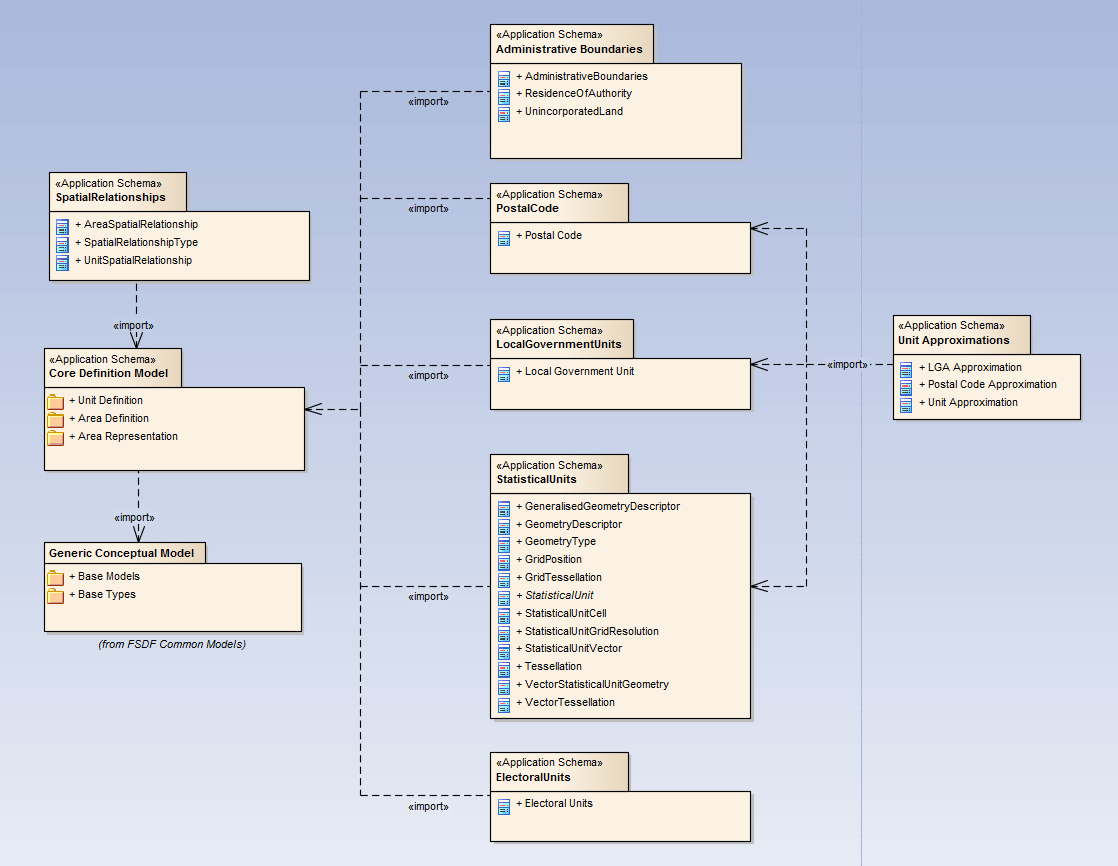 «Application Schema»
Administrative Boundaries
+ AdministrativeBoundaries
+ ResidenceOfAuthority
+ UnincorporatedLand
«import»
«Application Schema»
SpatialRelationships
+ AreaSpatialRelationship
+ SpatialRelationshipType
+ UnitSpatialRelationship
«import»
«Application Schema»
PostalCode
+ Postal Code
«import»
«Application Schema»
Core Definition Model
+ Unit Definition
+ Area Definition
+ Area Representation
«import»
«Application Schema»
LocalGovernmentUnits
+ Local Government Unit
«import»
«import»
«Application Schema»
Unit Approximations
+ LGA Approximation
+ Postal Code Approximation
+ Unit Approximation
Generic Conceptual Model
+ Base Models
+ Base Types
(from FSDF Common Models)
«Application Schema»
StatisticalUnits
+ GeneralisedGeometryDescriptor
+ GeometryDescriptor
+ GeometryType
+ GridPosition
+ GridTessellation
+ StatisticalUnit
+ StatisticalUnitCell
+ StatisticalUnitGridResolution
+ StatisticalUnitVector
+ Tessellation
+ VectorStatisticalUnitGeometry
+ VectorTessellation
«import»
«Application Schema»
ElectoralUnits
+ Electoral Units
«import»